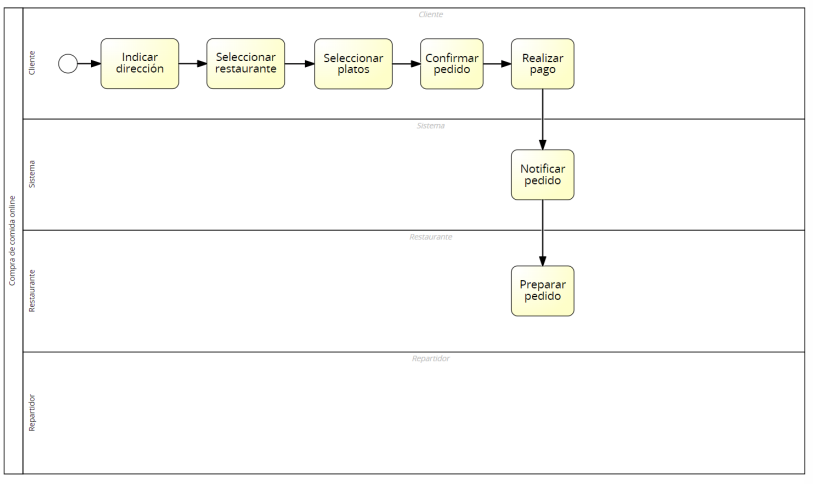 Compra de comida online
Cliente
Cliente
Indicar
dirección
Seleccionar
restaurante
Seleccionar
platos
Confirmar
pedido
Realizar
pago
Sistema
Sistema
Notificar
pedido
Restaurante
Restaurante
Preparar
pedido
Repartidor
Repartidor